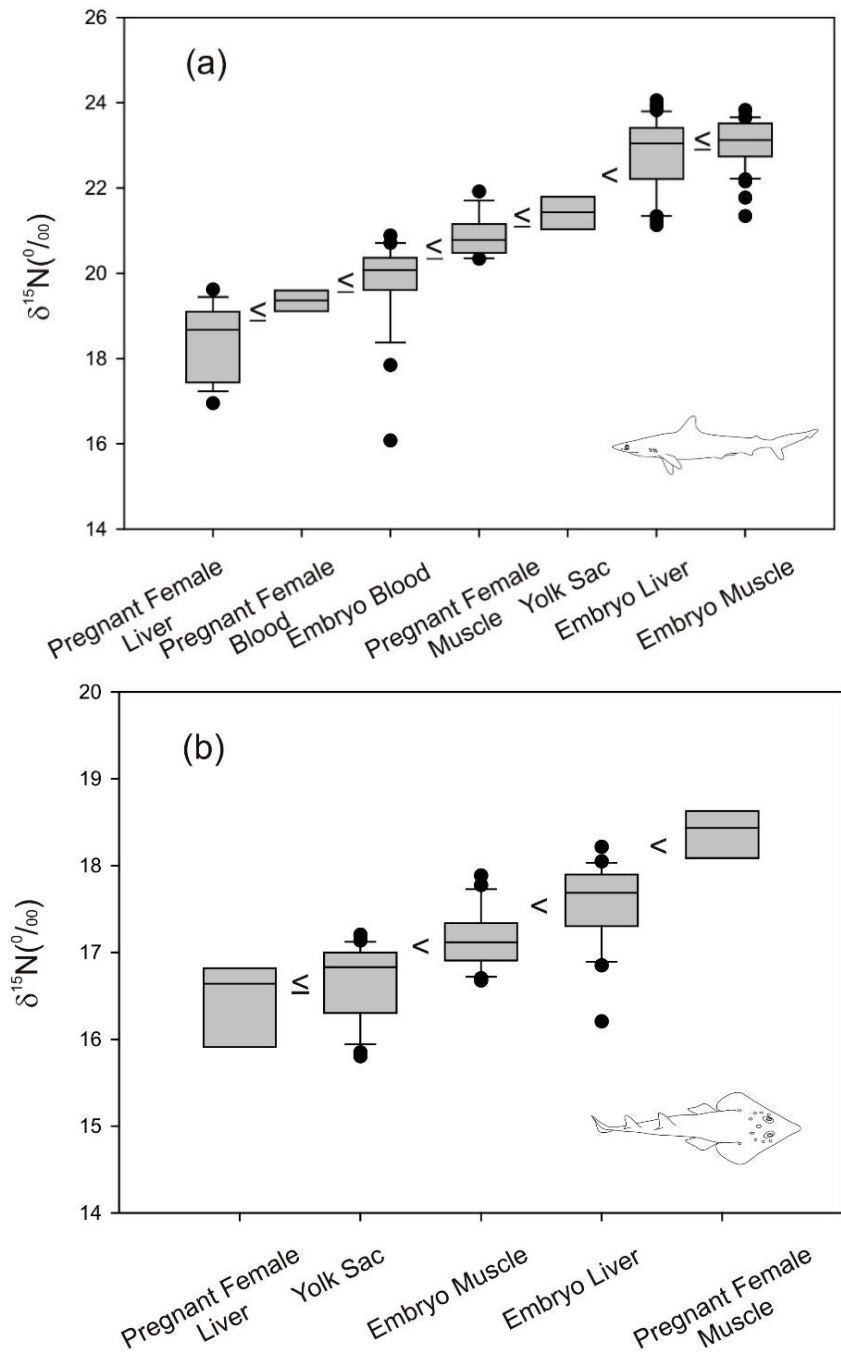 (a)
26
24
22
20
18
16
14
δ15N(0/00)
≤
≤
≤
≤
<
≤
Pregnant Female
Liver
Pregnant Female
Blood
Embryo Blood
Pregnant Female
Muscle
Yolk Sac
Embryo Liver
Embryo Muscle
(b)
20
19
18
17
16
15
14
δ15N(0/00)
≤
<
<
<
Pregnant Female
Liver
Yolk Sac
Embryo Muscle
Embryo Liver
Pregnant Female
Muscle